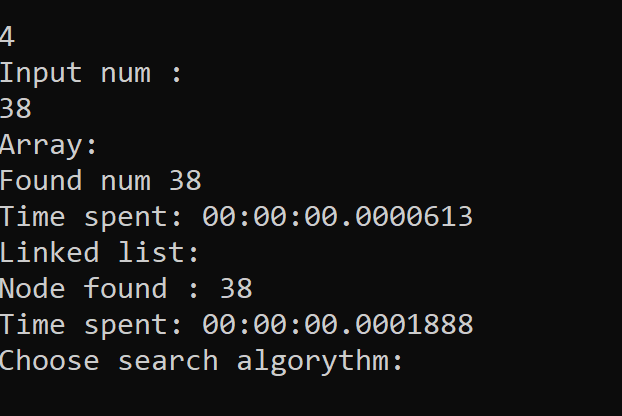 4
Input num :
38
Array:
Found num 38
Time spent: 00:00:00.0000613
Linked list:
Node found : 38
Time spent: 00:00:00.0001888
Choose search algorythm: